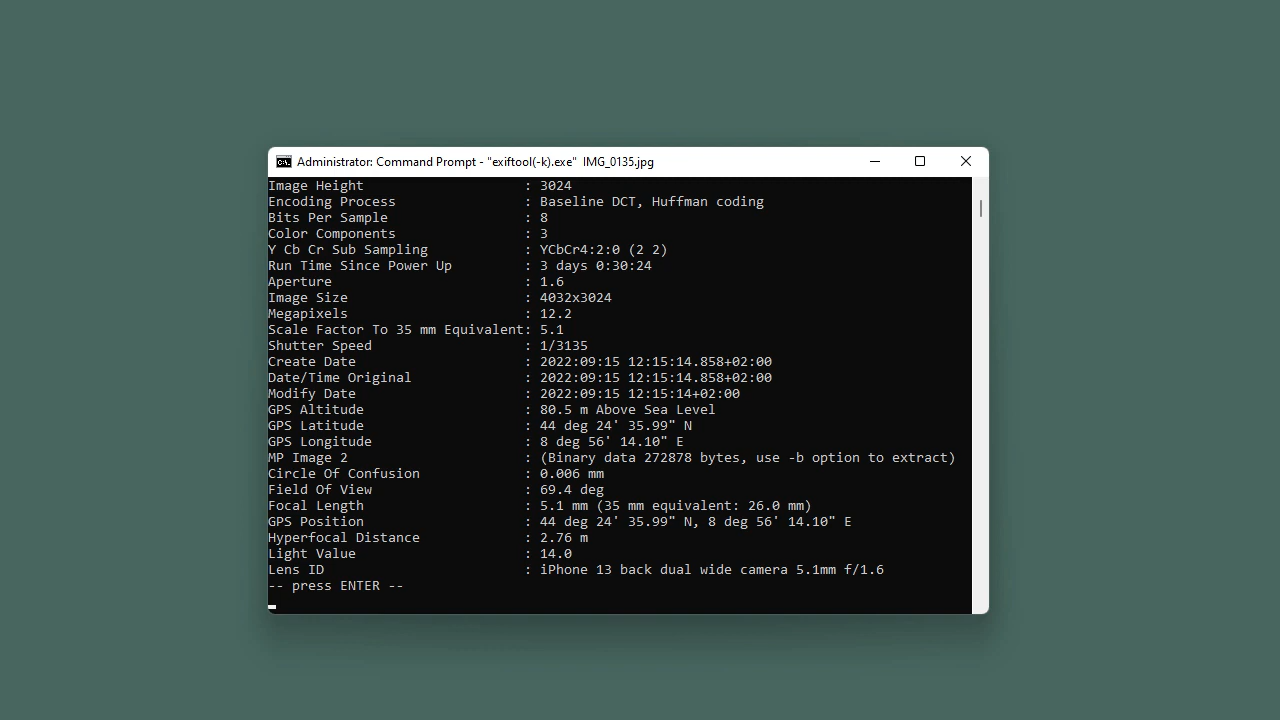 Administrator: Command Prompt - "exiftool(-k).exe"  IMG_0135.jpg
Image Height                    : 3024
Encoding Process                : Baseline DCT, Huffman coding
Bits Per Sample                 : 8
Color Components                : 3
Y Cb Cr Sub Sampling            : YCbCr4:2:0 (2 2)
Run Time Since Power Up         : 3 days 0:30:24
Aperture                        : 1.6
Image Size                      : 4032x3024
Megapixels                      : 12.2
Scale Factor To 35 mm Equivalent: 5.1
Shutter Speed                   : 1/3135
Create Date                     : 2022:09:15 12:15:14.858+02:00
Date/Time Original              : 2022:09:15 12:15:14.858+02:00
Modify Date                     : 2022:09:15 12:15:14+02:00
GPS Altitude                    : 80.5 m Above Sea Level
GPS Latitude                    : 44 deg 24' 35.99" N
GPS Longitude                   : 8 deg 56' 14.10" E
MP Image 2                      : (Binary data 272878 bytes, use -b option to extract)
Circle Of Confusion             : 0.006 mm
Field Of View                   : 69.4 deg
Focal Length                    : 5.1 mm (35 mm equivalent: 26.0 mm)
GPS Position                    : 44 deg 24' 35.99" N, 8 deg 56' 14.10" E
Hyperfocal Distance             : 2.76 m
Light Value                     : 14.0
Lens ID                         : iPhone 13 back dual wide camera 5.1mm f/1.6
-- press ENTER --